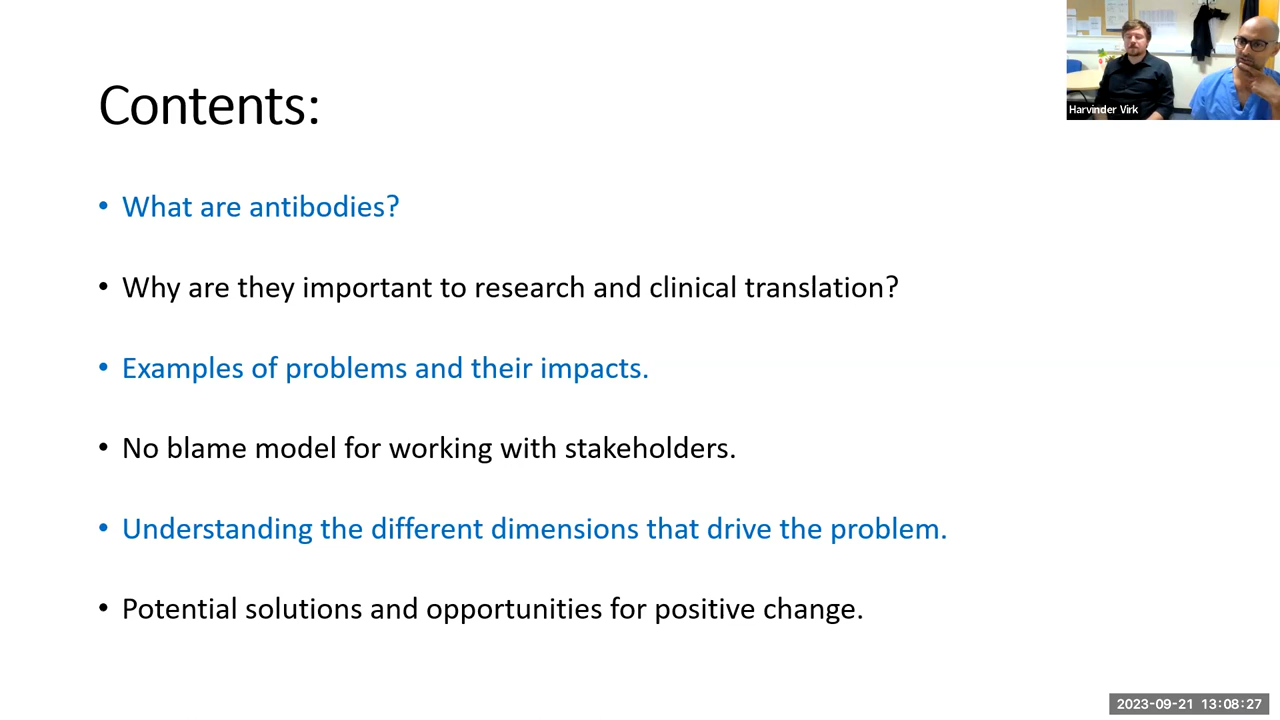 Harvinder Virk
Contents:
• What are antibodies?
• Why are they important to research and clinical translation?
• Examples of problems and their impacts.
• No blame model for working with stakeholders.
• Understanding the different dimensions that drive the problem.
• Potential solutions and opportunities for positive change.
2023-09-21 13:08:27